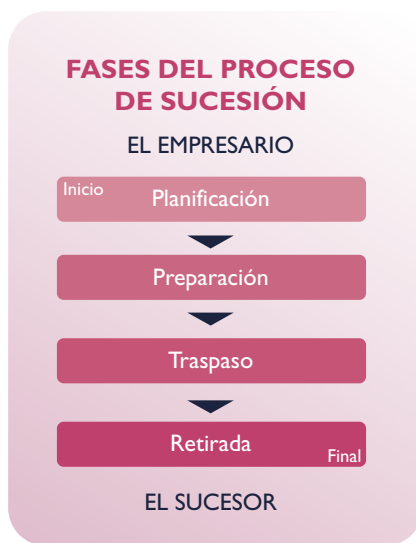 FASES DEL PROCESO
DE SUCESIÓN
EL EMPRESARIO
Inicio
Planificación
Preparación
Traspaso
Retirada
Final
EL SUCESOR